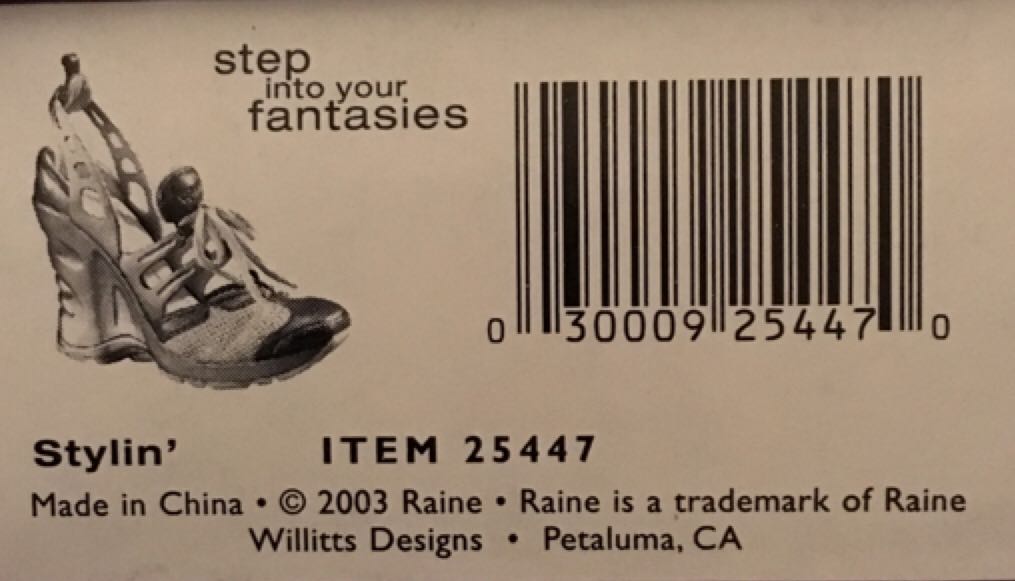 step
into your
fantasies
0 30009 25447 0
Stylin' ITEM 25447
Made in China • © 2003 Raine • Raine is a trademark of Raine
Willitts Designs • Petaluma, CA